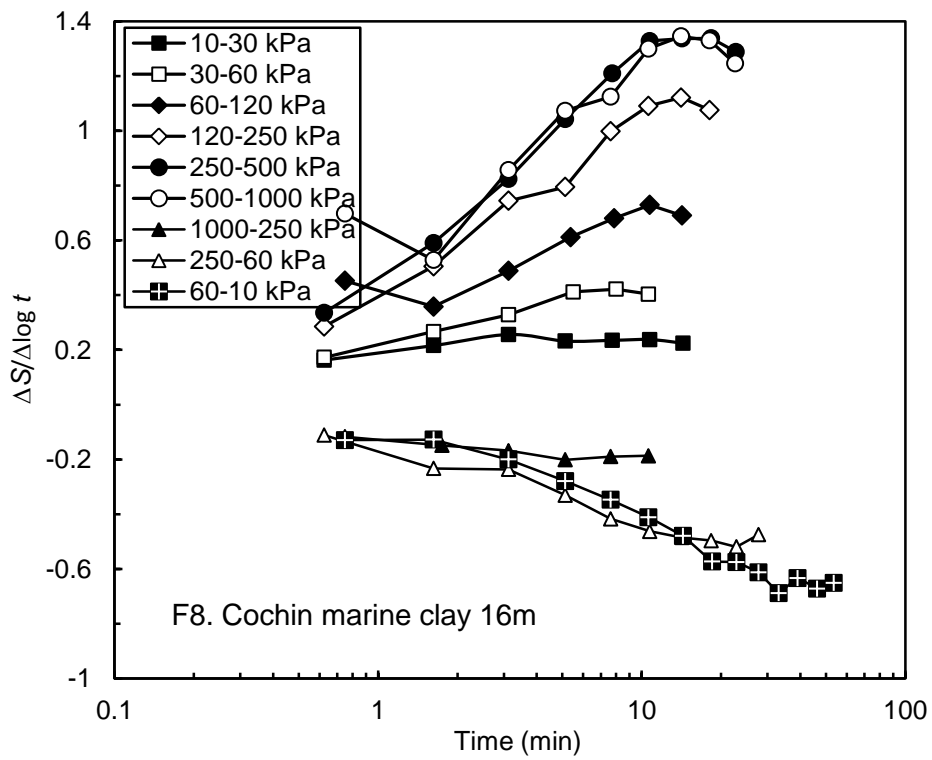 1.4
1
0.6
0.2
-0.2
-0.6
-1
ΔS/Δlog t
10-30 kPa
30-60 kPa
60-120 kPa
120-250 kPa
250-500 kPa
500-1000 kPa
1000-250 kPa
250-60 kPa
60-10 kPa
F8. Cochin marine clay 16m
0.1 1 10 100
Time (min)